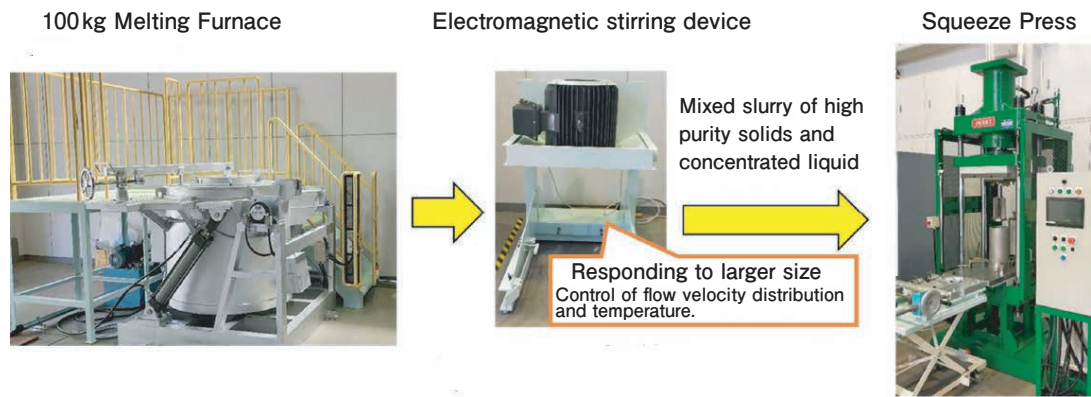 100kg Melting Furnace
Electromagnetic stirring device
Squeeze Press
Mixed slurry of high
purity solids and
concentrated liquid
Responding to larger size
Control of flow velocity distribution
and temperature.